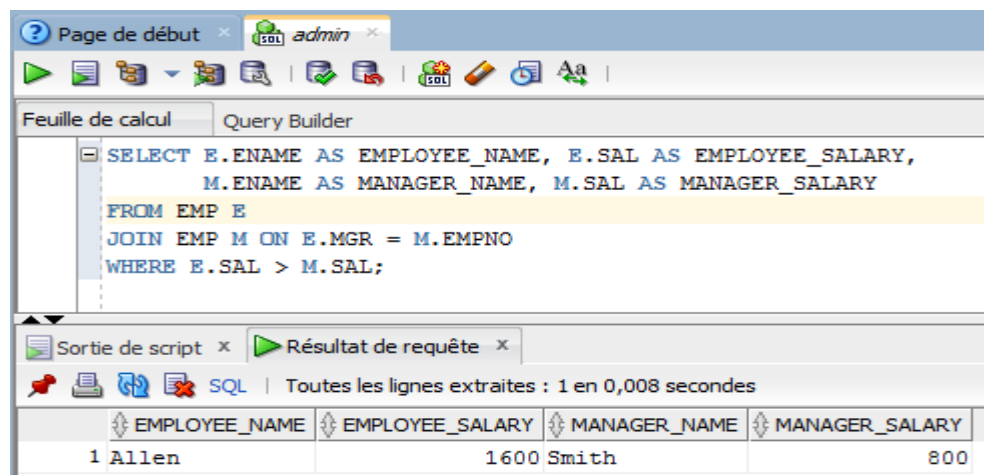 Page de début admin
Feuille de calcul Query Builder
SELECT E.ENAME AS EMPLOYEE_NAME, E.SAL AS EMPLOYEE_SALARY,
M.ENAME AS MANAGER_NAME, M.SAL AS MANAGER_SALARY
FROM EMP E
JOIN EMP M ON E.MGR = M.EMPNO
WHERE E.SAL > M.SAL;
Sortie de script x Résultat de requête x
SQL | Toutes les lignes extraites : 1 en 0,008 secondes
EMPLOYEE_NAME EMPLOYEE_SALARY MANAGER_NAME MANAGER_SALARY
1 Allen 1600 Smith 800